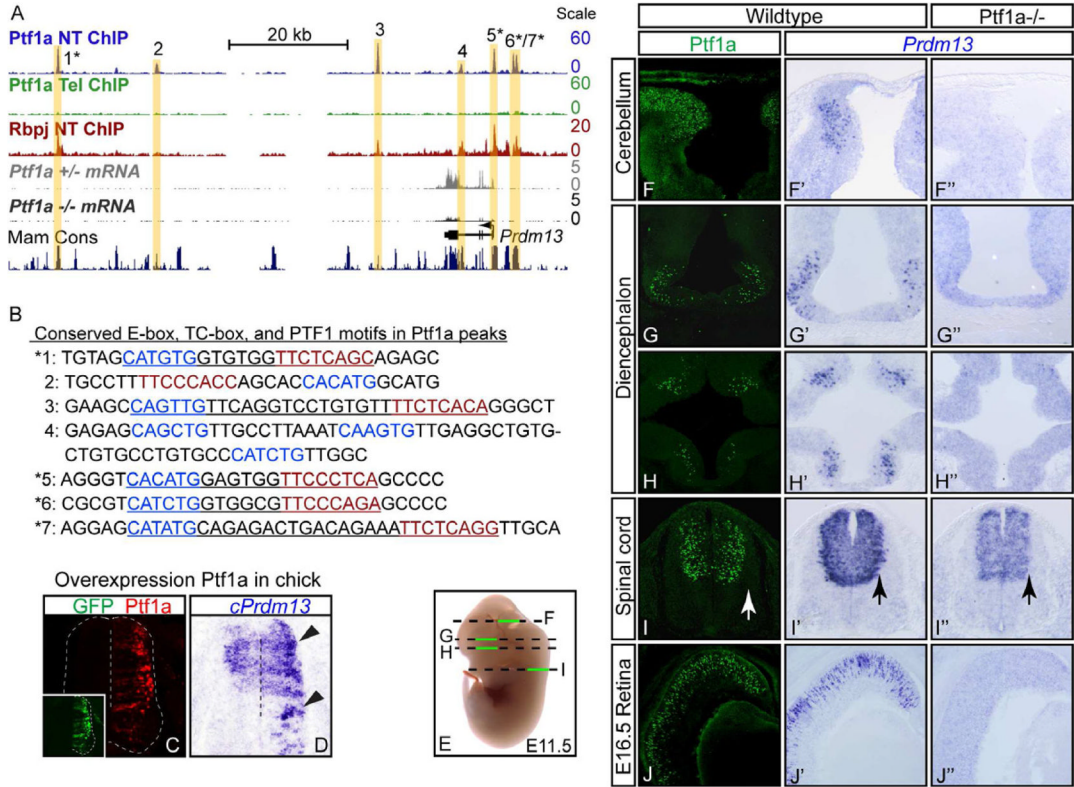 A
Ptf1a NT ChIP
Ptf1a Tel ChIP
Rbpj NT ChIP
Ptf1a +/- mRNA
Ptf1a -/- mRNA
Mam Cons
20 kb
Scale
1*
2
3
4
5*
6*/7*
60
0
60
0
20
0
5
0
5
0
Prdm13
B
Conserved E-box, TC-box, and PTF1 motifs in Ptf1a peaks
*1: TGTAGCATGTGGTGTGGTTCTCAGCAGAGC
2: TGCCTTTTCCCACCAGCACCACATGGCATG
3: GAAGCCAGTTGTTCAGGTCCTGTGTTTTCTCACAGGGCT
4: GAGAGCAGCTGTTGCCTTAAATCAAGTGTTGAGGCTGTG-
CTGTGCCTGTGCCCATCTGTTGGC
*5: AGGGTCACATGGAGTGGTTCCCTCAGCCCC
*6: CGCGTCATCTGGTGGCGTTCCCAGAGCCCC
*7: AGGAGCATATGCAGAGACTGACAGAAATTCTCAGGTTGCA
Overexpression Ptf1a in chick
GFP Ptf1a
cPrdm13
C
D
F
G
H
I
E
E11.5
Wildtype
Ptf1a-/-
Ptf1a
Prdm13
Cerebellum
F
F'
F"
Diencephalon
G
G'
G"
H
H'
H"
Spinal cord
I
I'
I"
E16.5 Retina
J
J'
J"